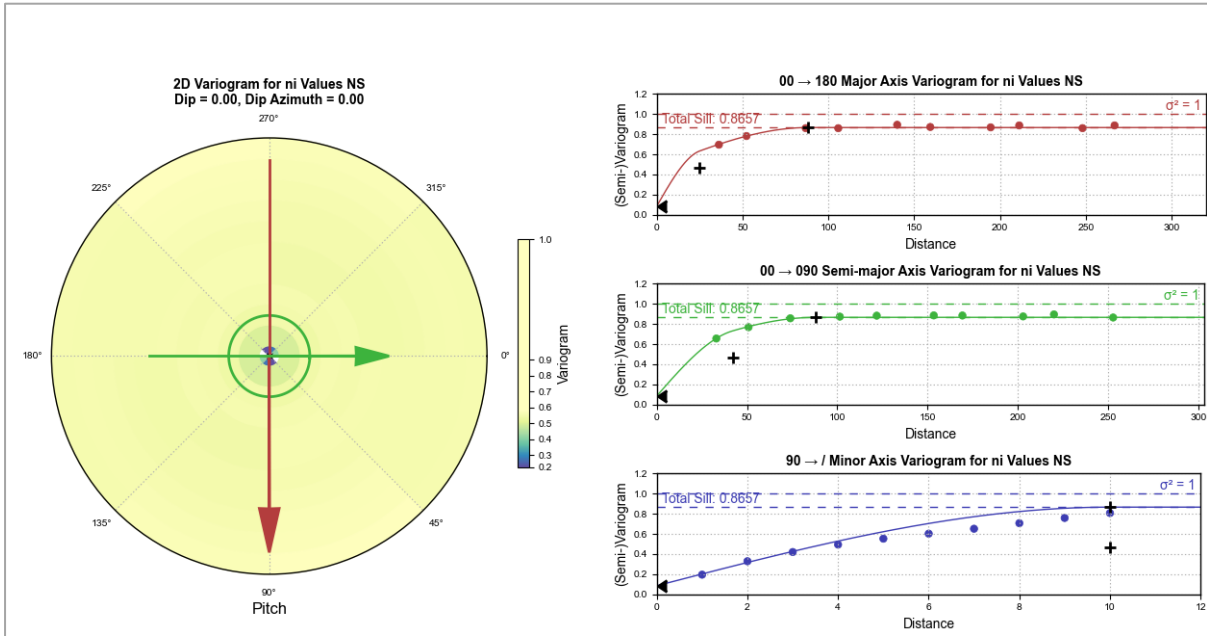 2D Variogram for ni Values NS
Dip = 0.00, Dip Azimuth = 0.00
270°
225°
315°
180°
0°
135°
45°
90°
Pitch
1.0
0.9
0.8
0.7
0.6
0.5
0.4
0.3
0.2
Variogram
00 → 180 Major Axis Variogram for ni Values NS
1.2
1.0
0.8
0.6
0.4
0.2
0.0
(Semi-)Variogram
Total Sill: 0.8657
σ² = 1
0 50 100 150 200 250 300
Distance
00 → 090 Semi-major Axis Variogram for ni Values NS
1.2
1.0
0.8
0.6
0.4
0.2
0.0
(Semi-)Variogram
Total Sill: 0.8657
σ² = 1
0 50 100 150 200 250 300
Distance
90 → / Minor Axis Variogram for ni Values NS
1.2
1.0
0.8
0.6
0.4
0.2
0.0
(Semi-)Variogram
Total Sill: 0.8657
σ² = 1
0 2 4 6 8 10 12
Distance